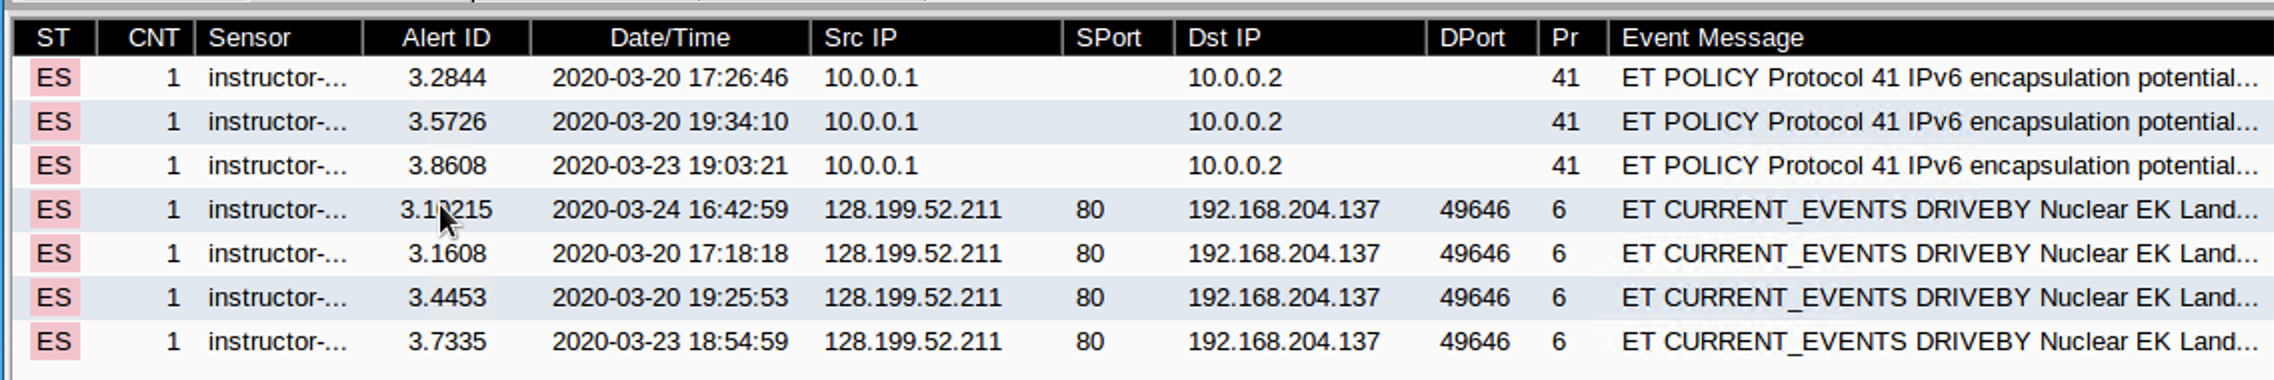 ST CNT Sensor Alert ID Date/Time Src IP SPort Dst IP DPort Pr Event Message
ES 1 instructor-... 3.2844 2020-03-20 17:26:46 10.0.0.1 10.0.0.2 41 ET POLICY Protocol 41 IPv6 encapsulation potential...
ES 1 instructor-... 3.5726 2020-03-20 19:34:10 10.0.0.1 10.0.0.2 41 ET POLICY Protocol 41 IPv6 encapsulation potential...
ES 1 instructor-... 3.8608 2020-03-23 19:03:21 10.0.0.1 10.0.0.2 41 ET POLICY Protocol 41 IPv6 encapsulation potential...
ES 1 instructor-... 2020-03-24 16:42:59 128.199.52.211 80 192.168.204.137 49646 6 ET CURRENT_EVENTS DRIVEBY Nuclear EK Land...
ES 1 instructor-... 3.1608 2020-03-20 17:18:18 128.199.52.211 80 192.168.204.137 49646 6 ET CURRENT_EVENTS DRIVEBY Nuclear EK Land...
ES 1 instructor-... 3.4453 2020-03-20 19:25:53 128.199.52.211 80 192.168.204.137 49646 6 ET CURRENT_EVENTS DRIVEBY Nuclear EK Land...
ES 1 instructor-... 3.7335 2020-03-23 18:54:59 128.199.52.211 80 192.168.204.137 49646 6 ET CURRENT_EVENTS DRIVEBY Nuclear EK Land...